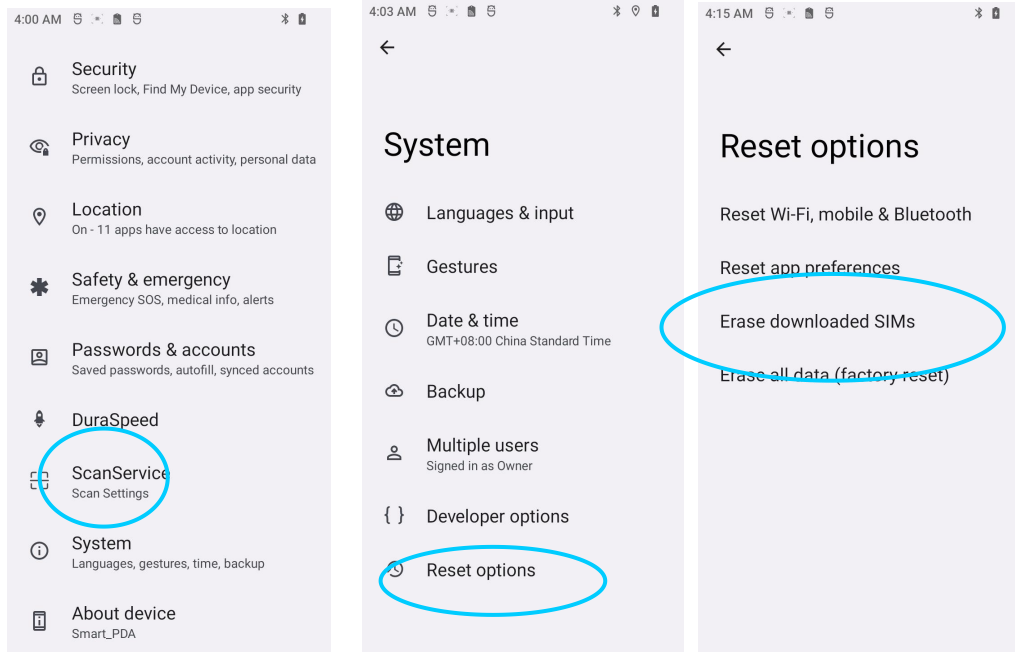 4:00 AM
Security
Screen lock, Find My Device, app security
Privacy
Permissions, account activity, personal data
Location
On - 11 apps have access to location
Safety & emergency
Emergency SOS, medical info, alerts
Passwords & accounts
Saved passwords, autofill, synced accounts
DuraSpeed
ScanService
Scan Settings
System
Languages, gestures, time, backup
About device
Smart_PDA
4:03 AM
System
Languages & input
Gestures
Date & time
GMT+08:00 China Standard Time
Backup
Multiple users
Signed in as Owner
Developer options
Reset options
4:15 AM
Reset options
Reset Wi-Fi, mobile & Bluetooth
Reset app preferences
Erase downloaded SIMs
Erase all data (factory reset)